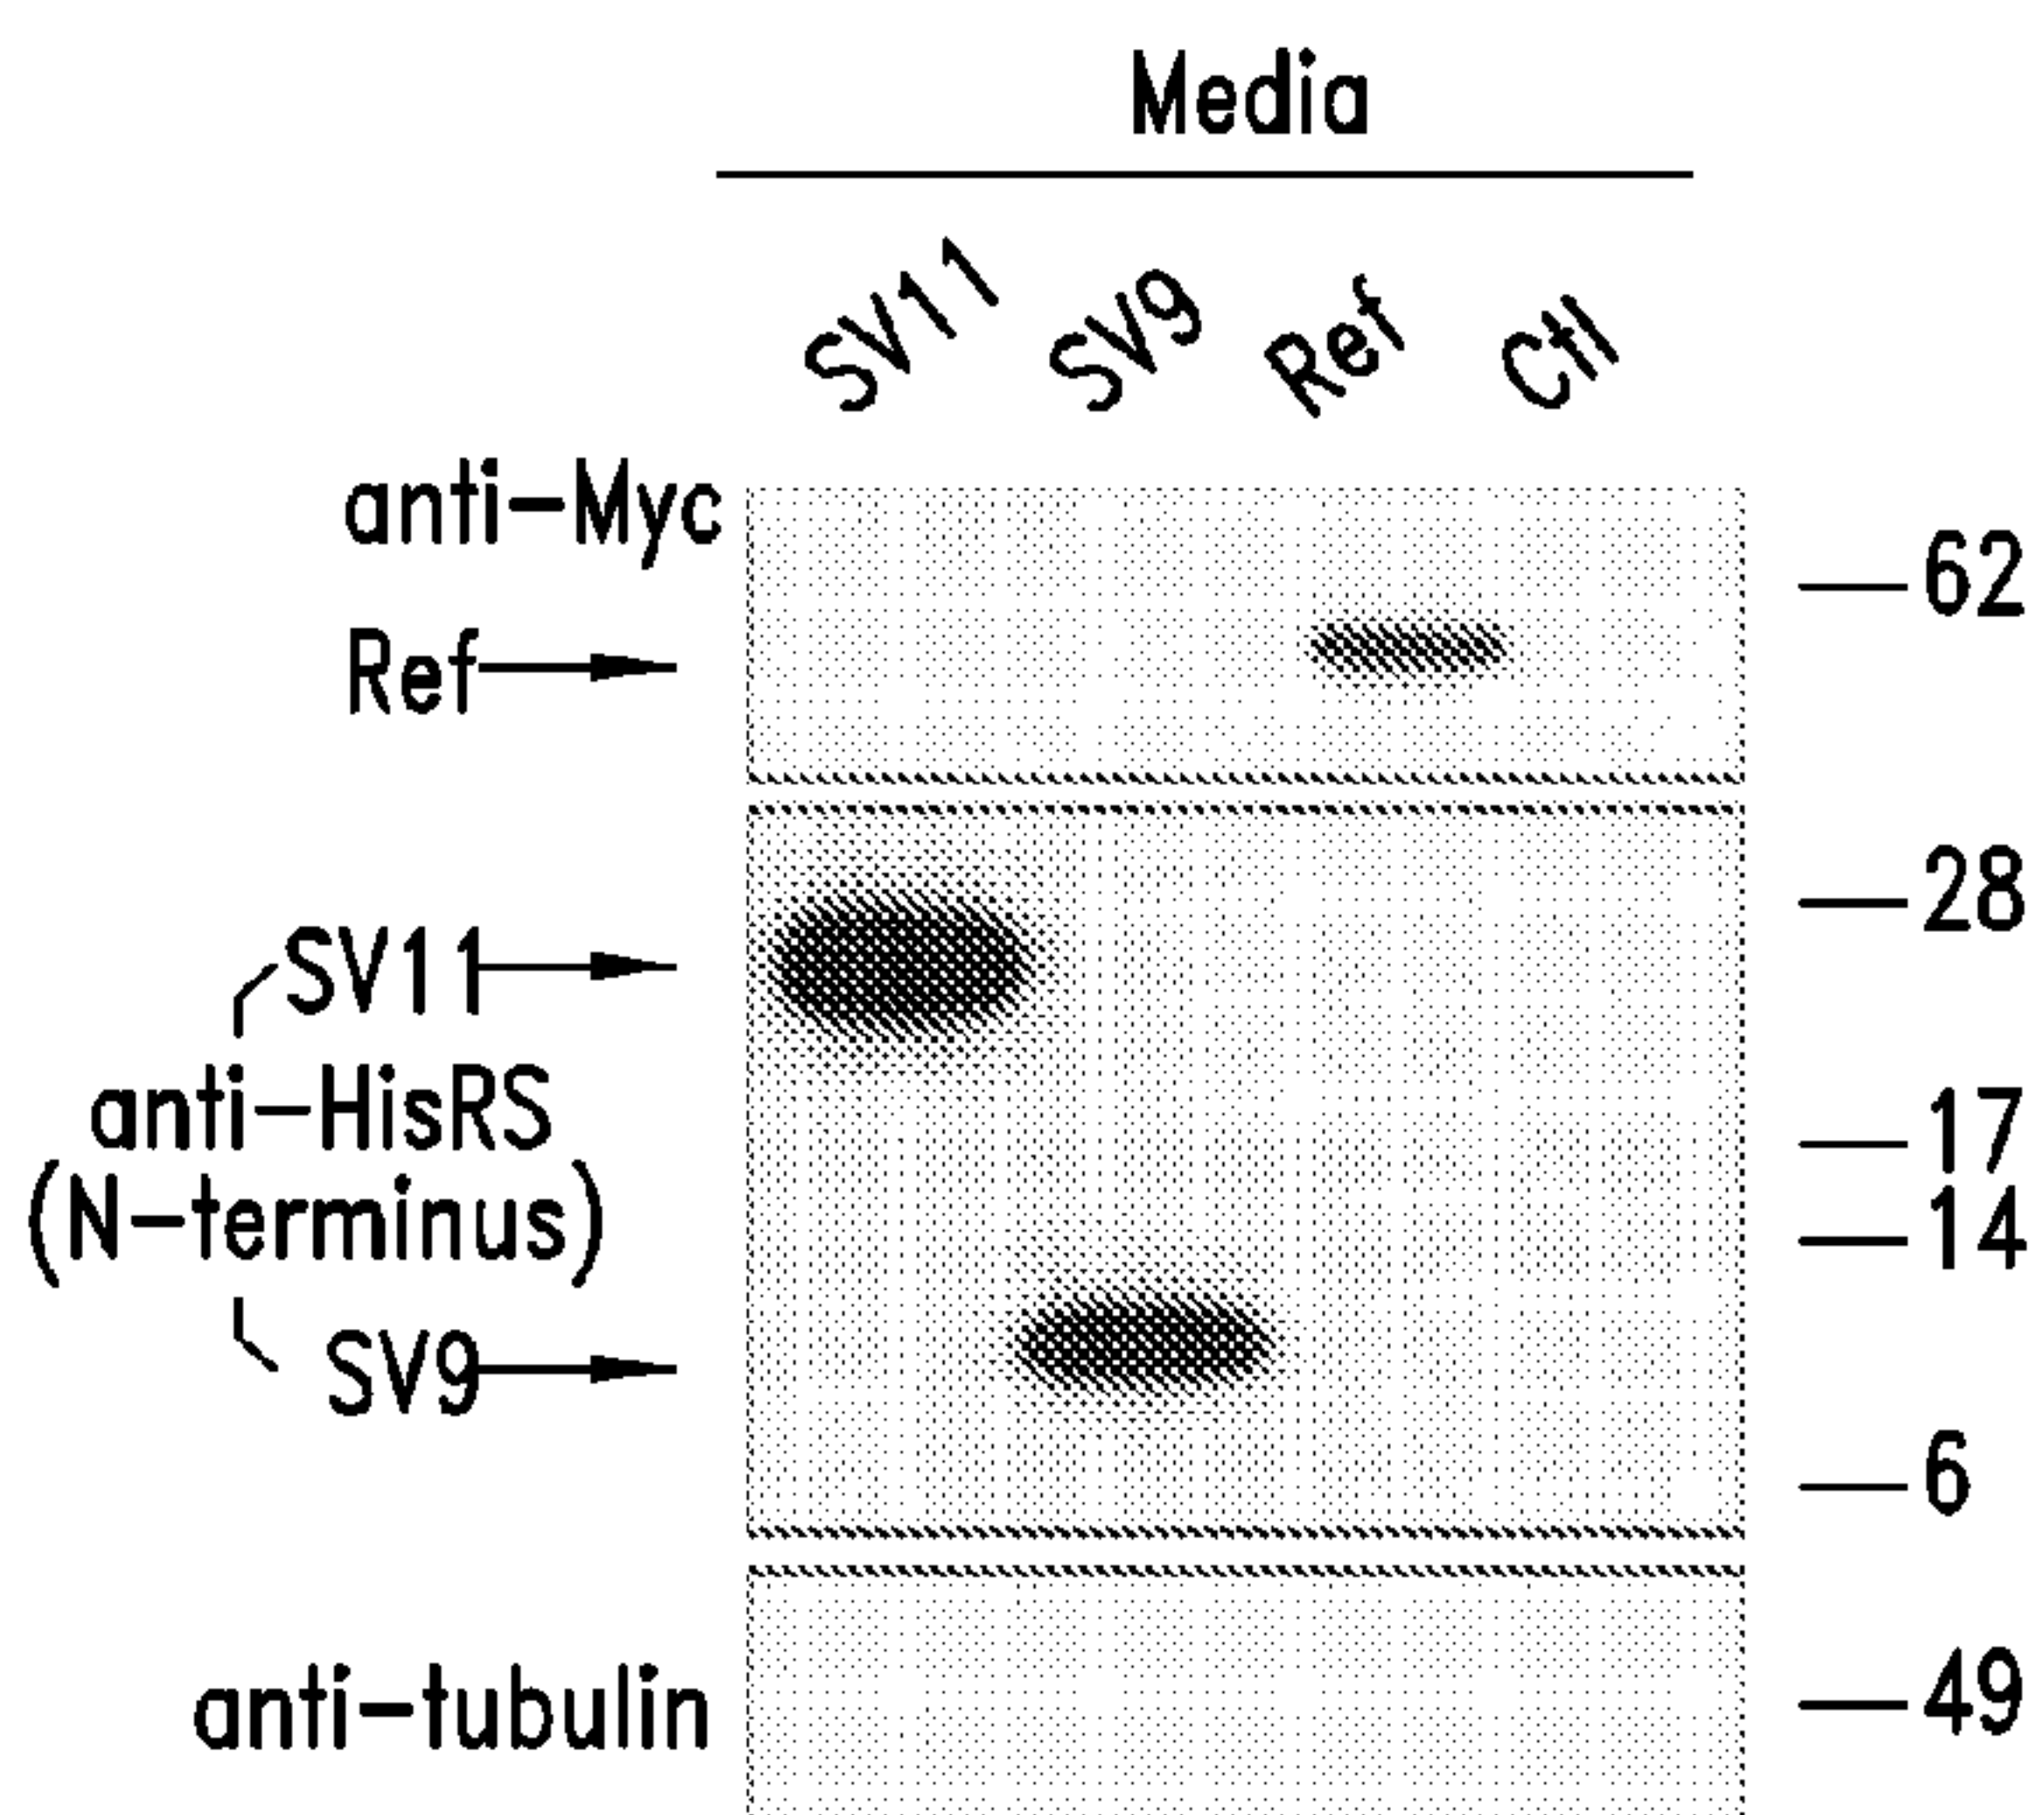 Media
SV11 SV9 Ref Ctl
anti-Myc
62
Ref
28
SV11
anti-HisRS
17
(N-terminus)
14
SV9
6
anti-tubulin
49